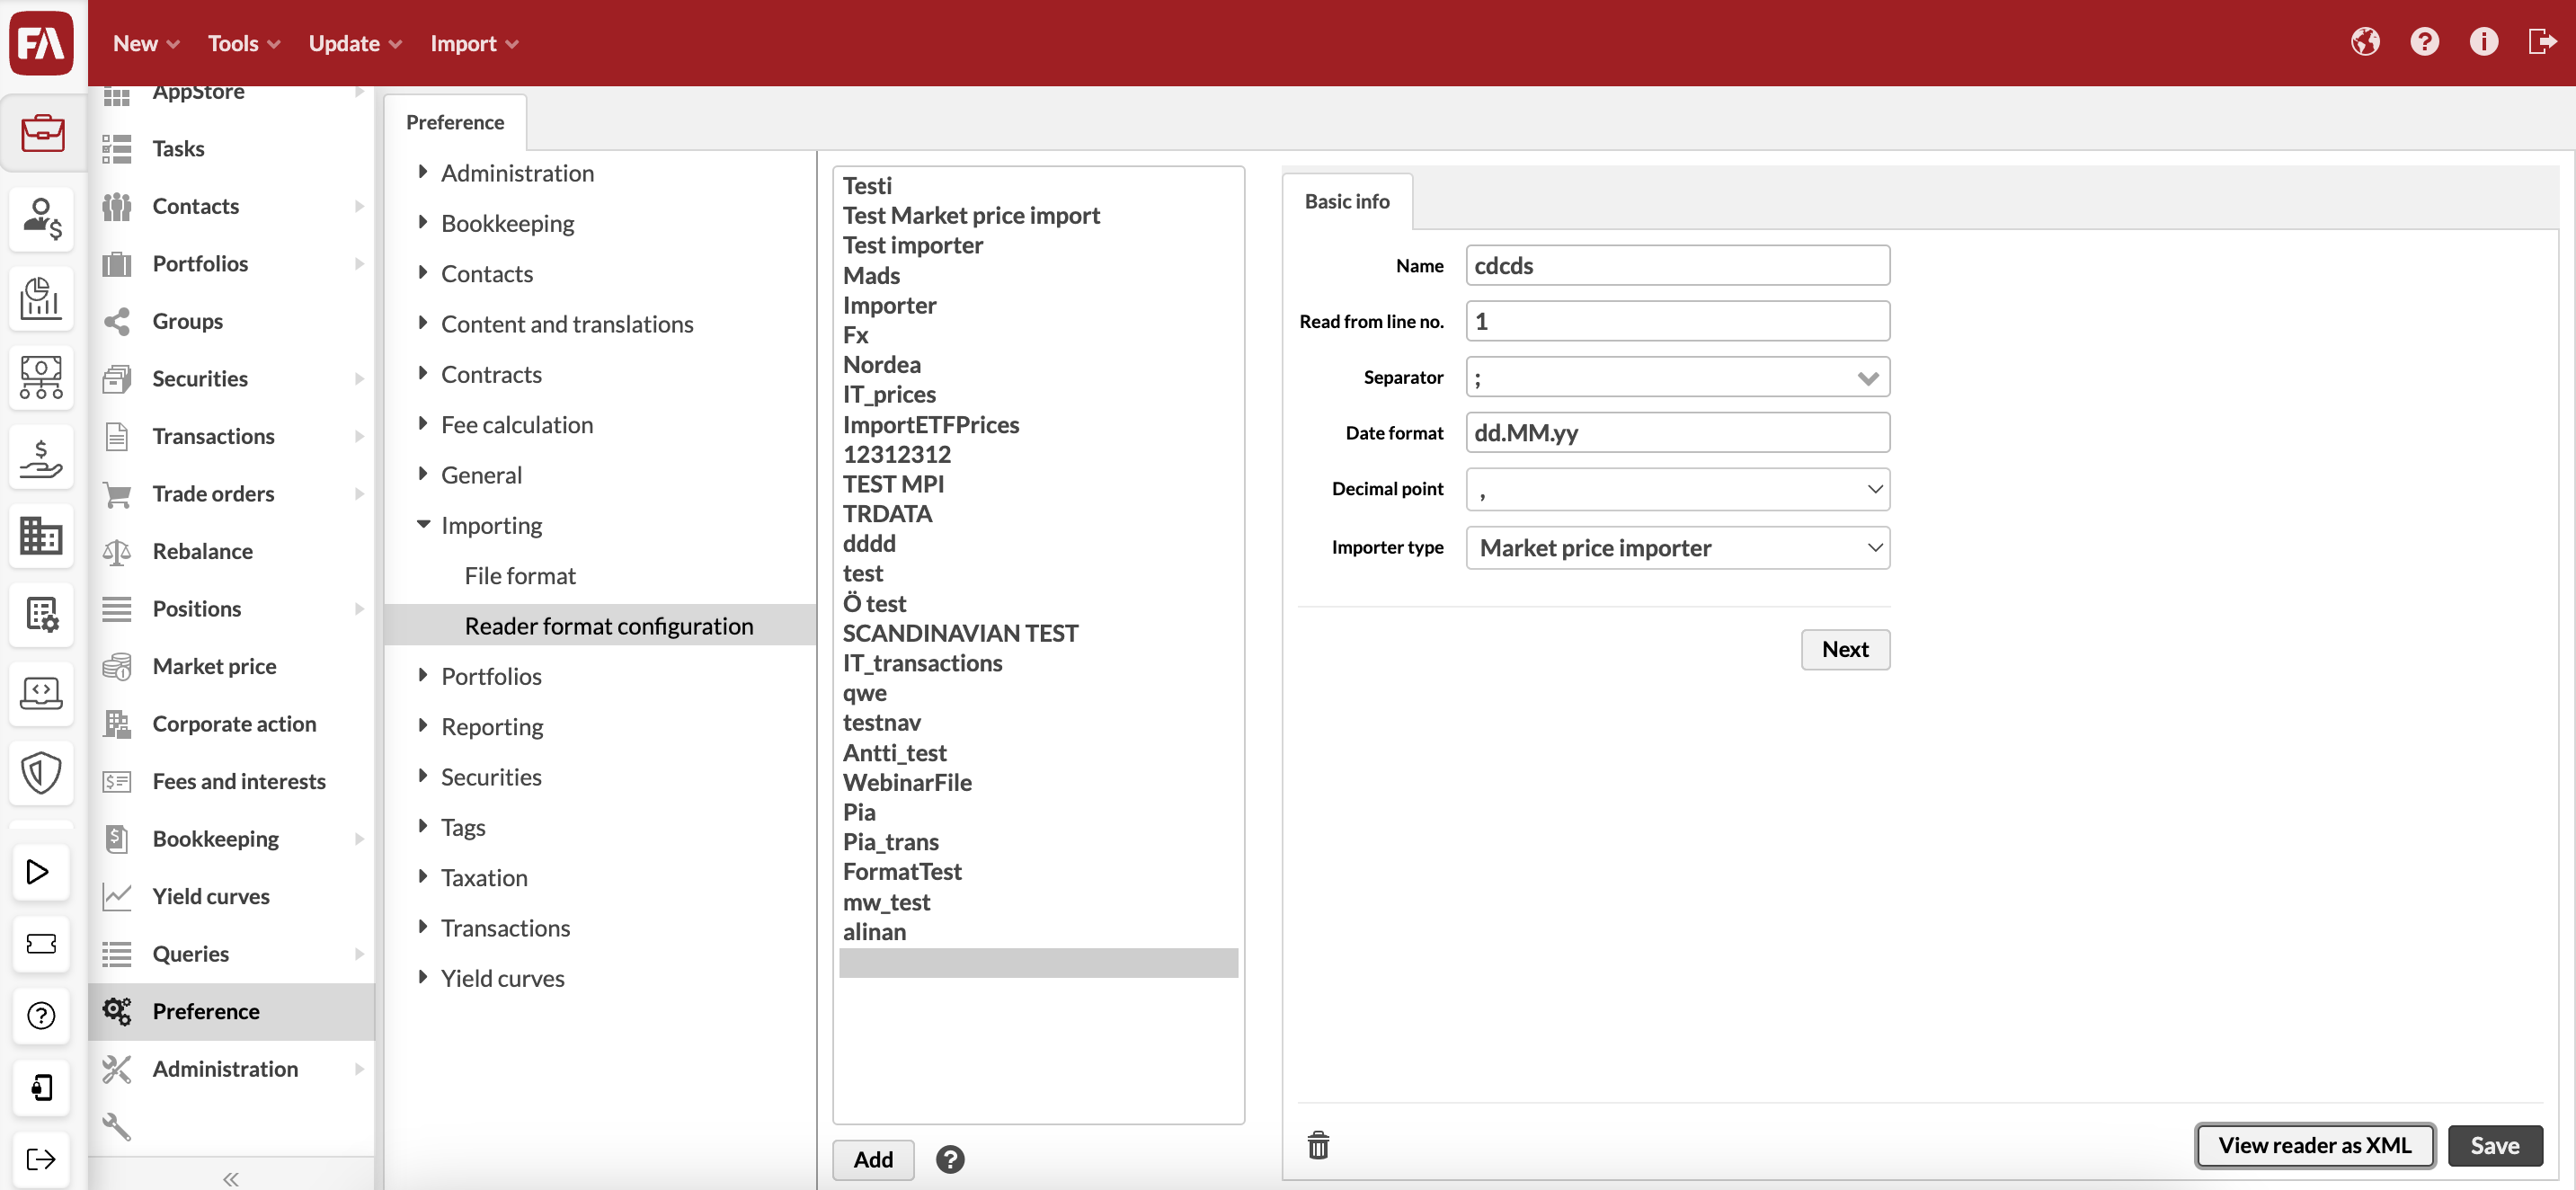 FA
New
Tools
Update
Import
AppStore
Tasks
Contacts
Portfolios
Groups
Securities
Transactions
Trade orders
Rebalance
Positions
Market price
Corporate action
Fees and interests
Bookkeeping
Yield curves
Queries
Preference
Administration
Preference
Administration
Bookkeeping
Contacts
Content and translations
Contracts
Fee calculation
General
Importing
File format
Reader format configuration
Portfolios
Reporting
Securities
Tags
Taxation
Transactions
Yield curves
Testi
Test Market price import
Test importer
Mads
Importer
Fx
Nordea
IT_prices
ImportETFPrices
12312312
TEST MPI
TRDATA
dddd
test
Ö test
SCANDINAVIAN TEST
IT_transactions
qwe
testnav
Antti_test
WebinarFile
Pia
Pia_trans
FormatTest
mw_test
alinan
Add
Basic info
Name cdcds
Read from line no. 1
Separator ;
Date format dd.MM.yy
Decimal point ,
Importer type Market price importer
Next
View reader as XML
Save